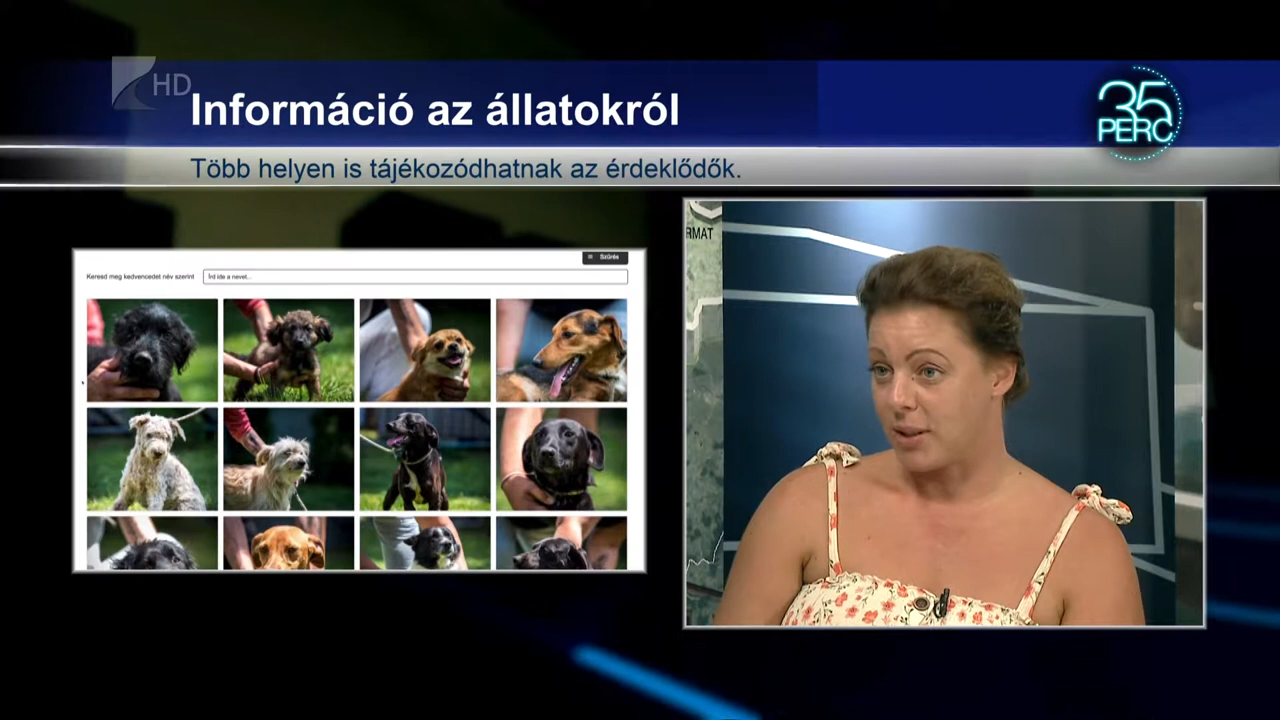 HD
Információ az állatokról
35
PERC
Több helyen is tájékozódhatnak az érdeklődők.
RMAT
Szűrés
Keresd meg kedvencedet név szerint
Írd ide a nevet...